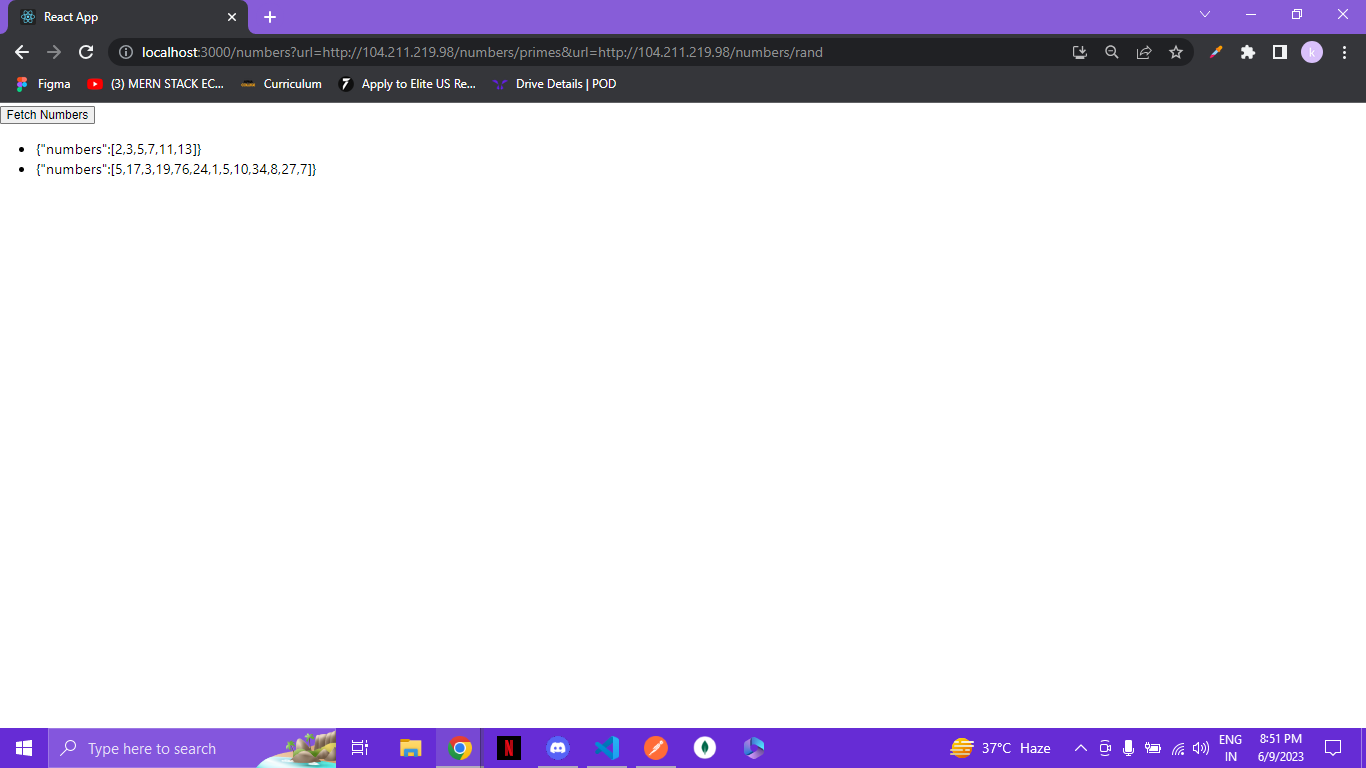 React App
localhost:3000/numbers?url=http://104.211.219.98/numbers/primes&url=http://104.211.219.98/numbers/rand
k
Figma
(3) MERN STACK EC...
Curriculum
Apply to Elite US Re...
Drive Details | POD
Fetch Numbers
{"numbers":[2,3,5,7,11,13]}
{"numbers":[5,17,3,19,76,24,1,5,10,34,8,27,7]}
Type here to search
N
37°C Haze
ENG
IN
8:51 PM
6/9/2023